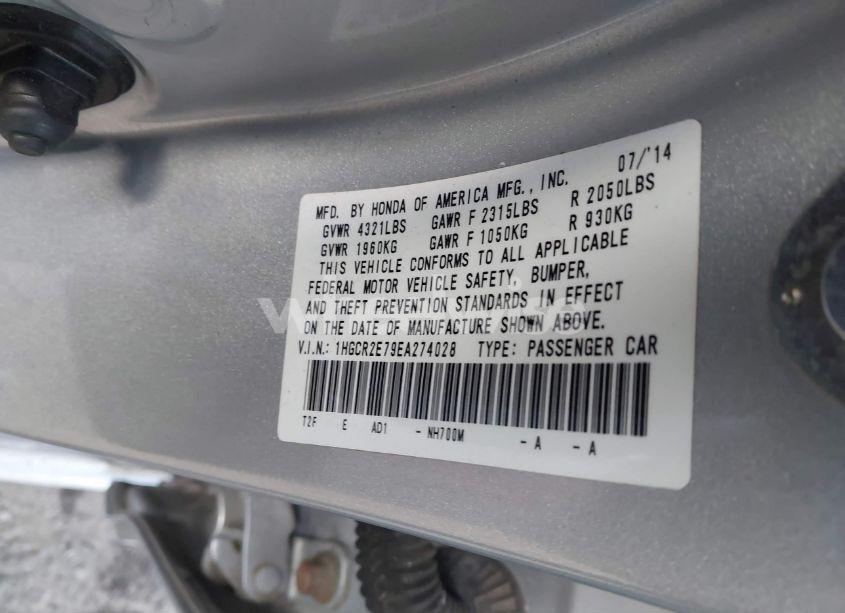 07/'14
MFD. BY HONDA OF AMERICA MFG., INC.
GVWR 4321LBS GAWR F 2315LBS R 2050LBS
GVWR 1960KG GAWR F 1050KG R 930KG
THIS VEHICLE CONFORMS TO ALL APPLICABLE
FEDERAL MOTOR VEHICLE SAFETY, BUMPER,
AND THEFT PREVENTION STANDARDS IN EFFECT
ON THE DATE OF MANUFACTURE SHOWN ABOVE.
V.I.N.: 1HGCR2E79EA274028 TYPE: PASSENGER CAR
T2F E AD1 - NH700M - A - A